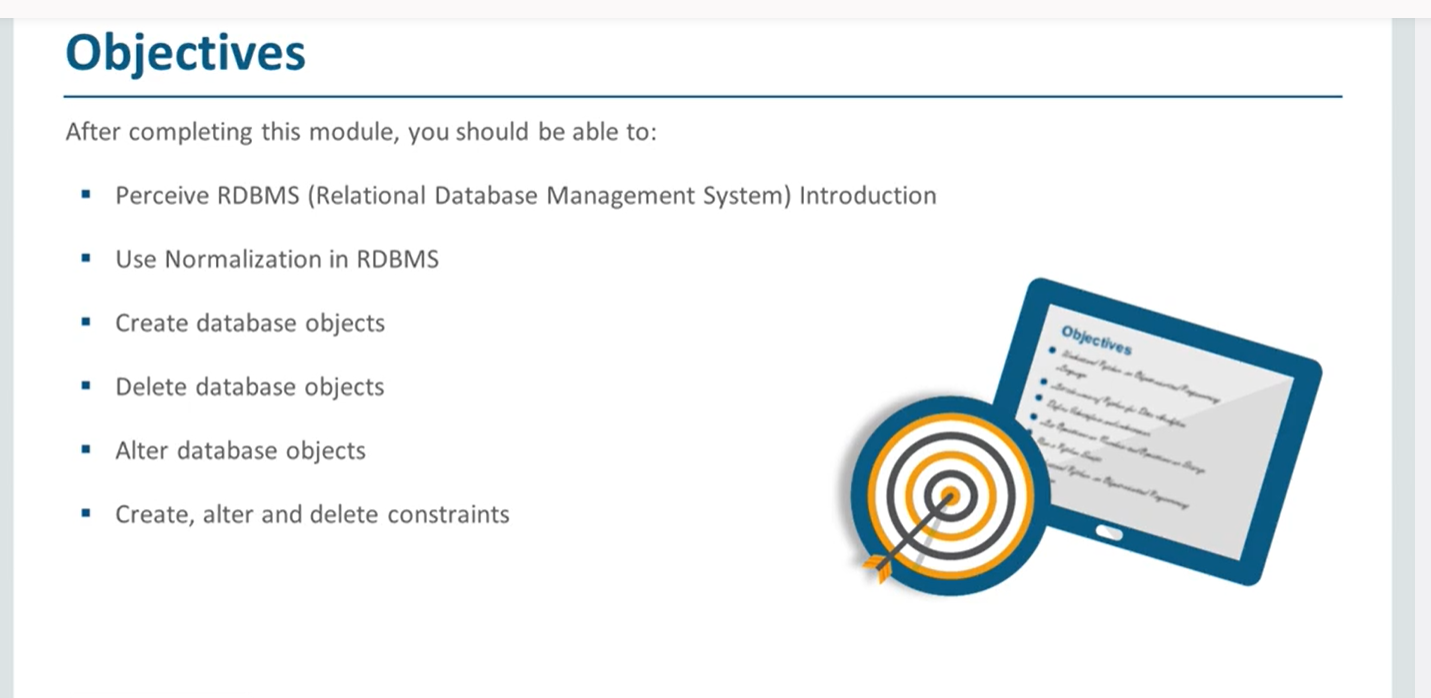 Objectives
After completing this module, you should be able to:
Perceive RDBMS (Relational Database Management System) Introduction
Use Normalization in RDBMS
Create database objects
Delete database objects
Alter database objects
Create, alter and delete constraints
Objectives